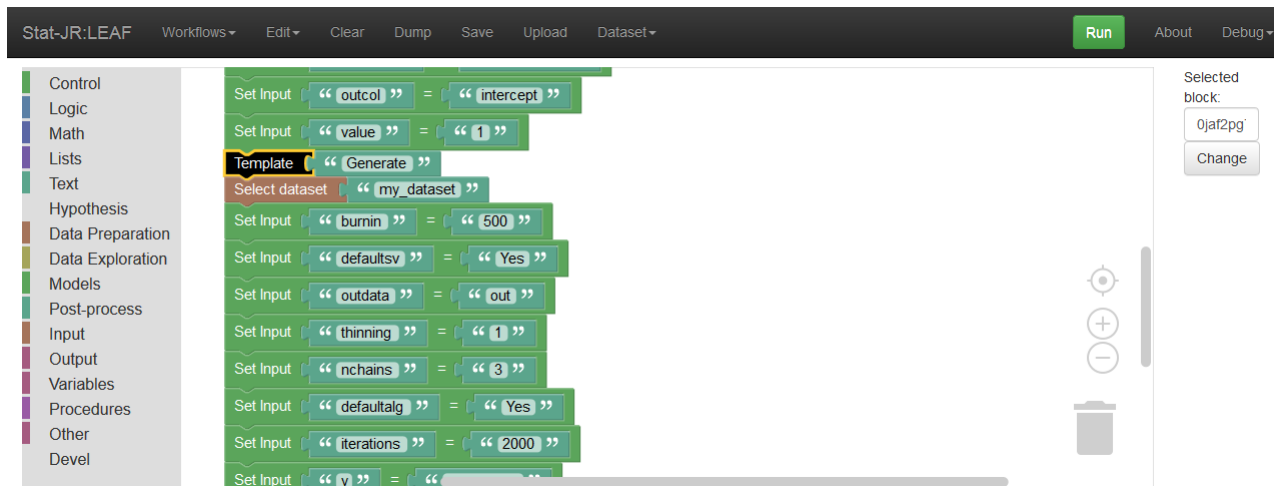 Stat-JR:LEAF Workflows Edit Clear Dump Save Upload Dataset Run About Debug
Control
Logic
Math
Lists
Text
Hypothesis
Data Preparation
Data Exploration
Models
Post-process
Input
Output
Variables
Procedures
Other
Devel
Set Input “ outcol ” = “ intercept ”
Set Input “ value ” = “ 1 ”
Template “ Generate ”
Select dataset “ my_dataset ”
Set Input “ burnin ” = “ 500 ”
Set Input “ defaultsv ” = “ Yes ”
Set Input “ outdata ” = “ out ”
Set Input “ thinning ” = “ 1 ”
Set Input “ nchains ” = “ 3 ”
Set Input “ defaultalg ” = “ Yes ”
Set Input “ iterations ” = “ 2000 ”
Set Input “ y ” = “
Selected
block:
0jaf2pg
Change